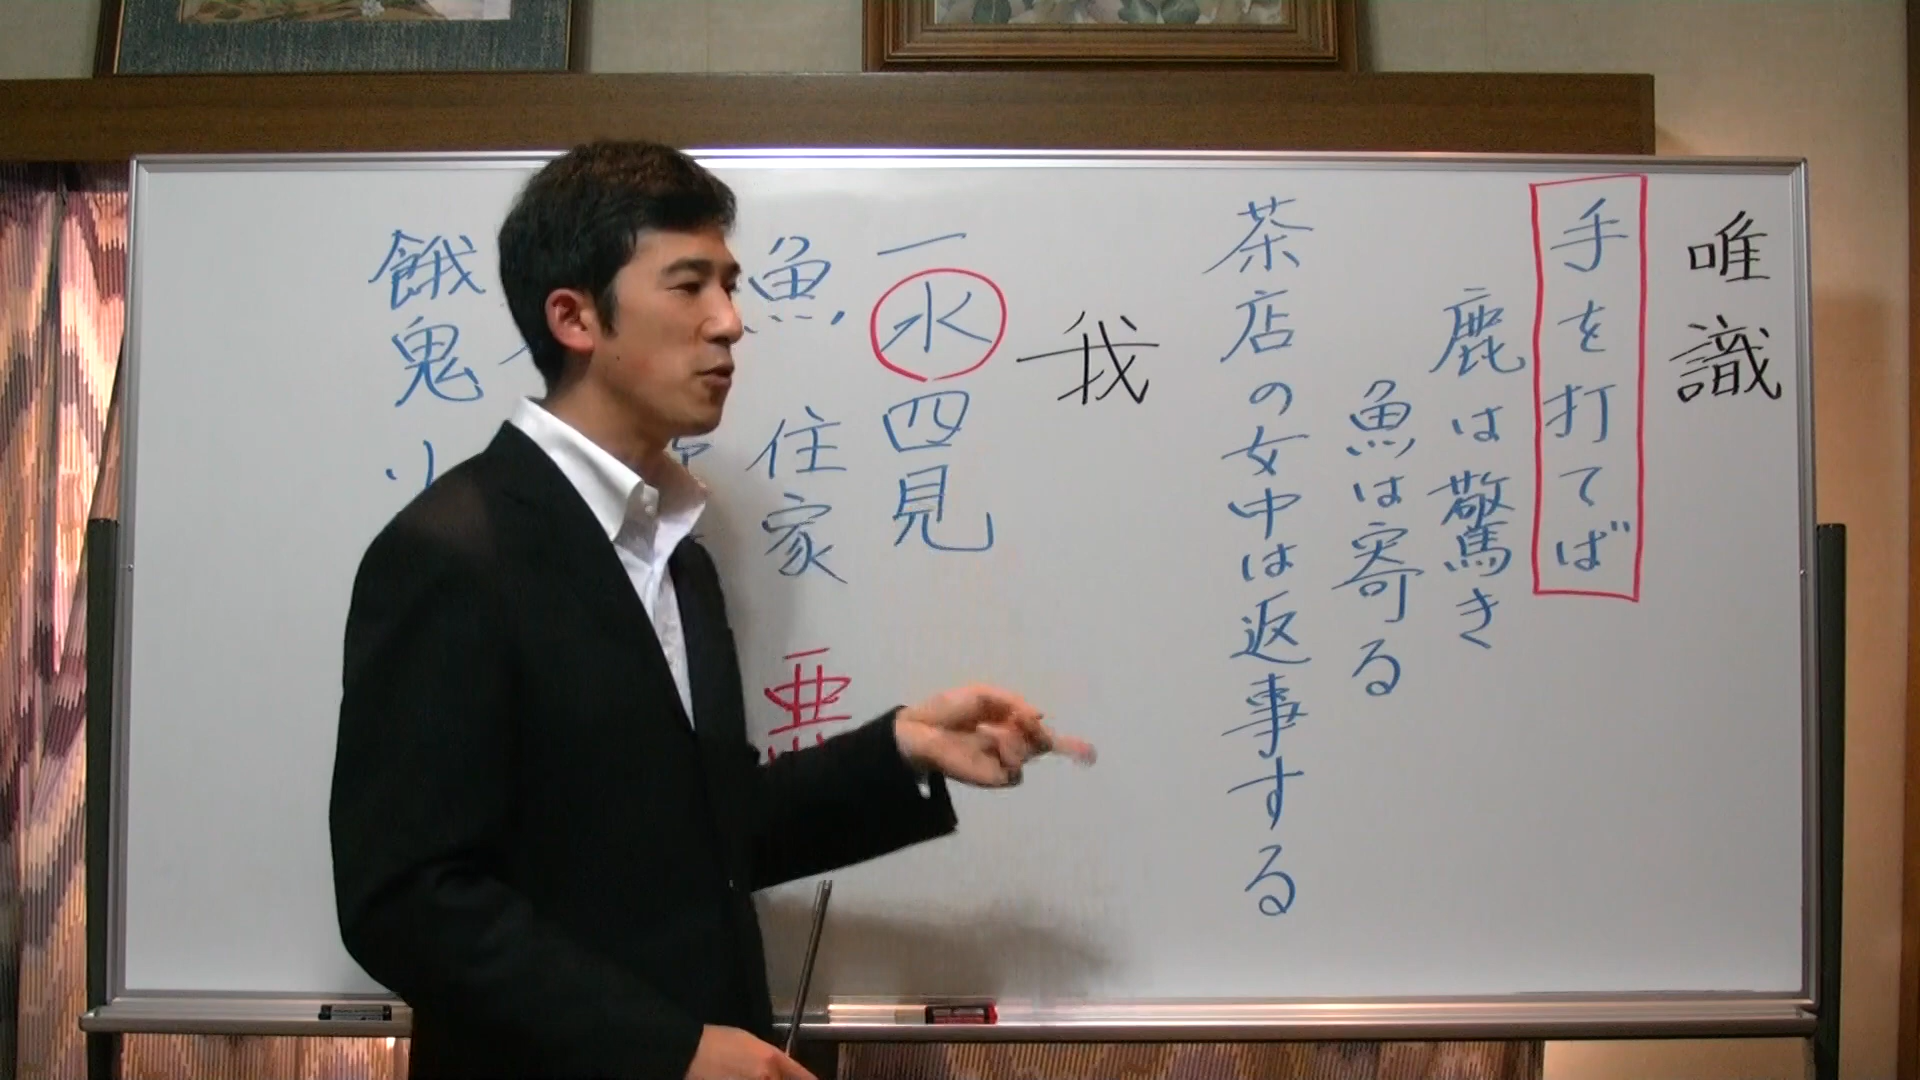 唯識
手を打てば
鹿は驚き
魚は寄る
茶店の女中は返事する
我
一水四見
魚 住家
悪
餓鬼